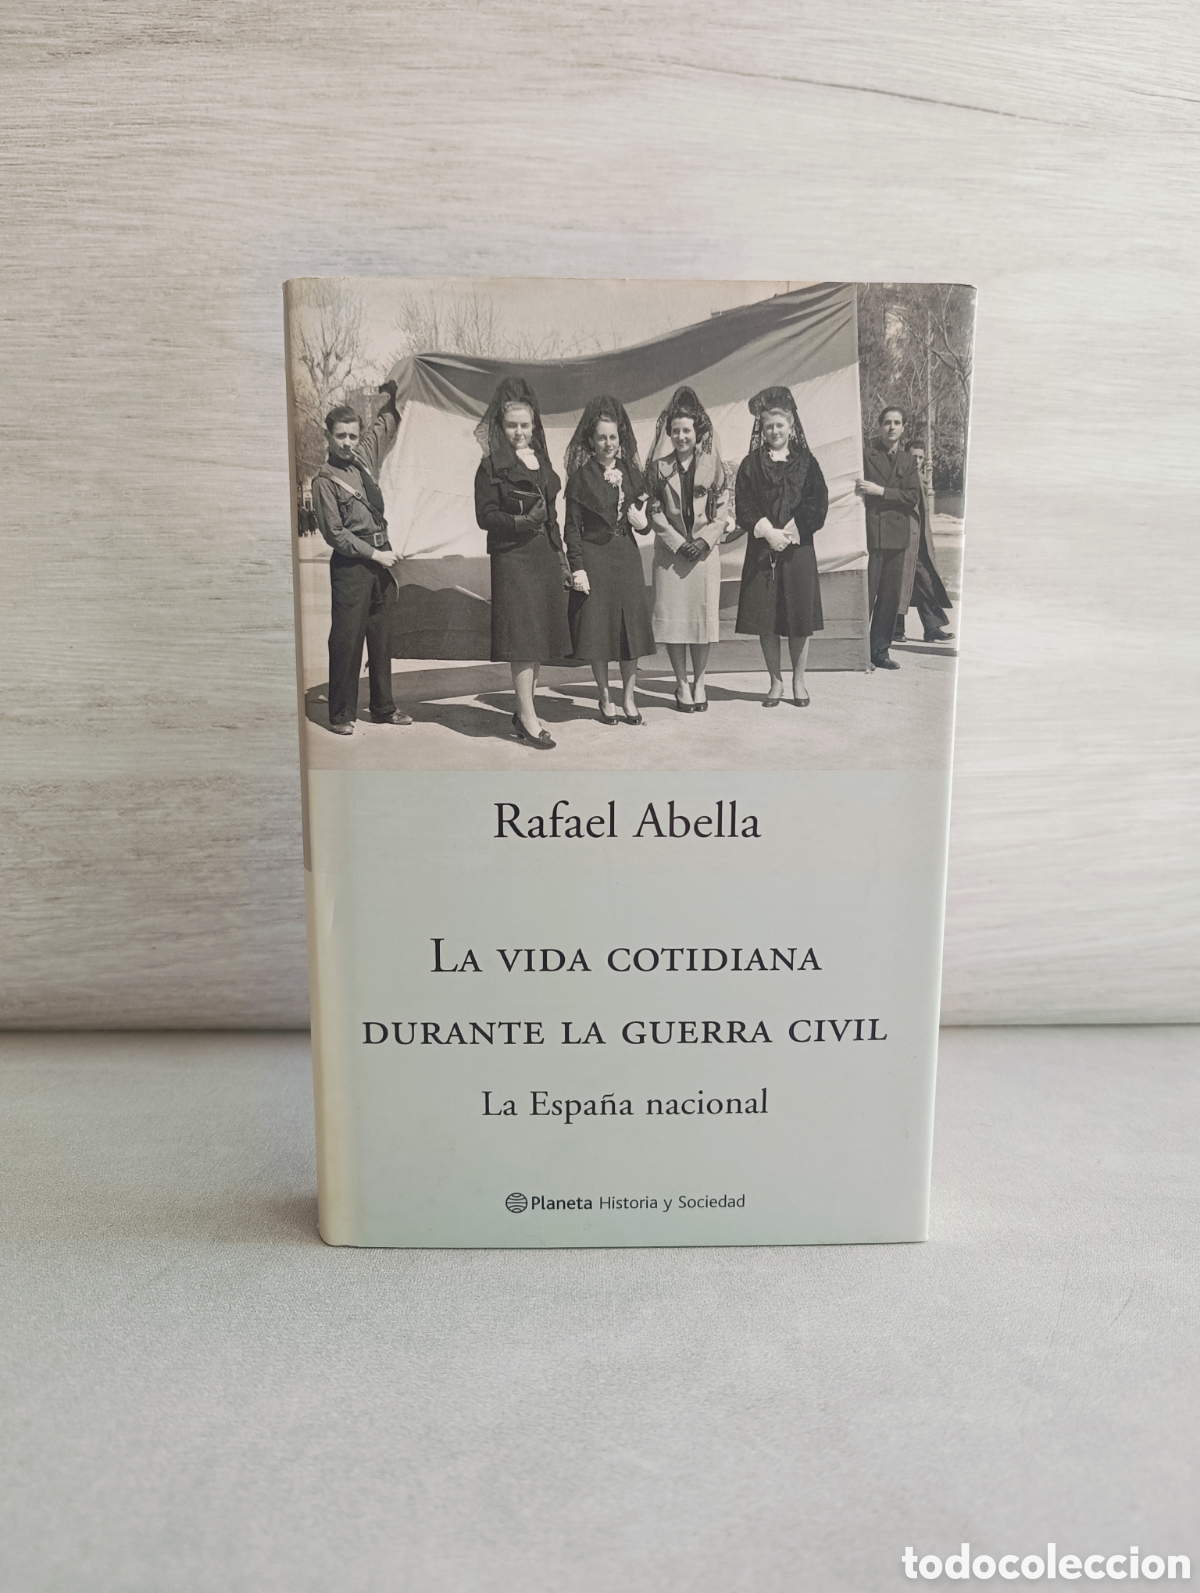 Rafael Abella
La vida cotidiana
durante la guerra civil
La España nacional
Planeta Historia y Sociedad
todocoleccion